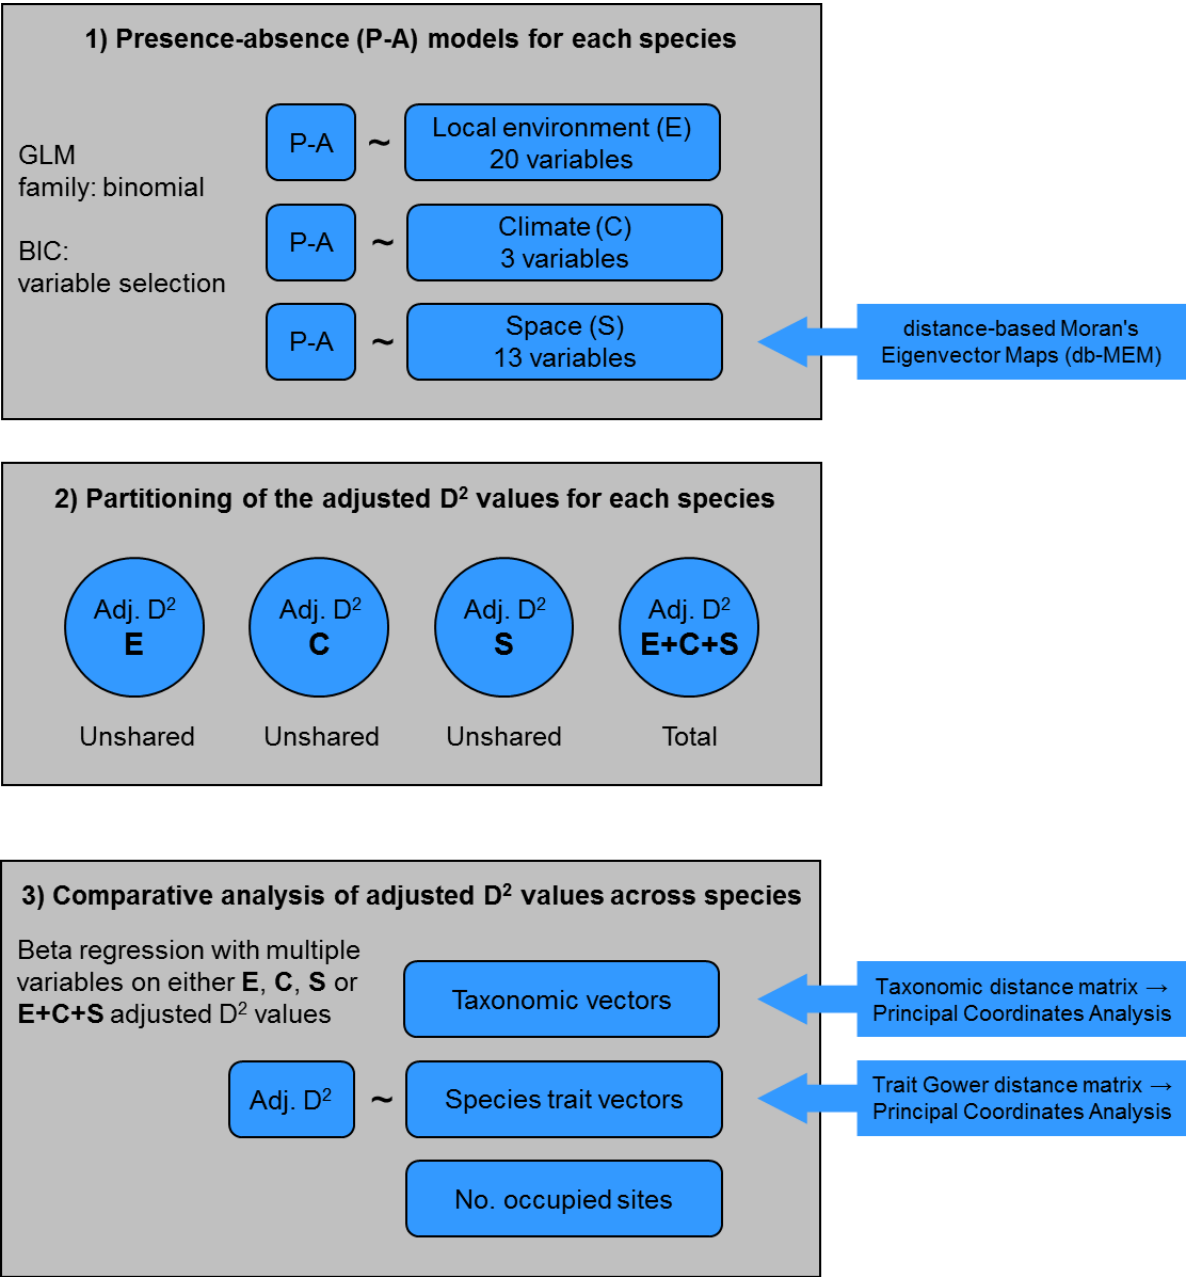 1) Presence-absence (P-A) models for each species
GLM
family: binomial
BIC:
variable selection
P-A
~
Local environment (E)
20 variables
P-A
~
Climate (C)
3 variables
P-A
~
Space (S)
13 variables
distance-based Moran's
Eigenvector Maps (db-MEM)
2) Partitioning of the adjusted D² values for each species
Adj. D²
E
Adj. D²
C
Adj. D²
S
Adj. D²
E+C+S
Unshared
Unshared
Unshared
Total
3) Comparative analysis of adjusted D² values across species
Beta regression with multiple
variables on either E, C, S or
E+C+S adjusted D² values
Taxonomic vectors
Taxonomic distance matrix →
Principal Coordinates Analysis
Adj. D²
~
Species trait vectors
Trait Gower distance matrix →
Principal Coordinates Analysis
No. occupied sites